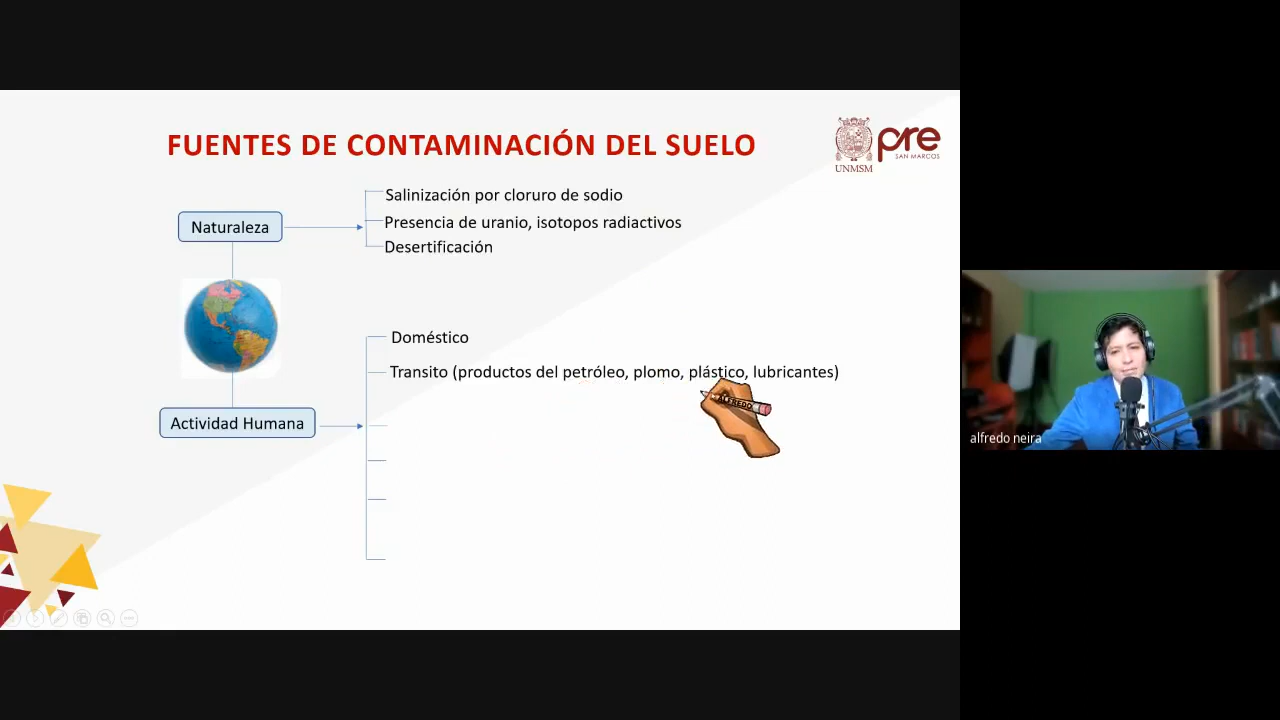 FUENTES DE CONTAMINACIÓN DEL SUELO
UNMSM
pre
SAN MARCOS
Naturaleza
Salinización por cloruro de sodio
Presencia de uranio, isotopos radiactivos
Desertificación
Actividad Humana
Doméstico
Transito (productos del petróleo, plomo, plástico, lubricantes)
ALFREDO
alfredo neira